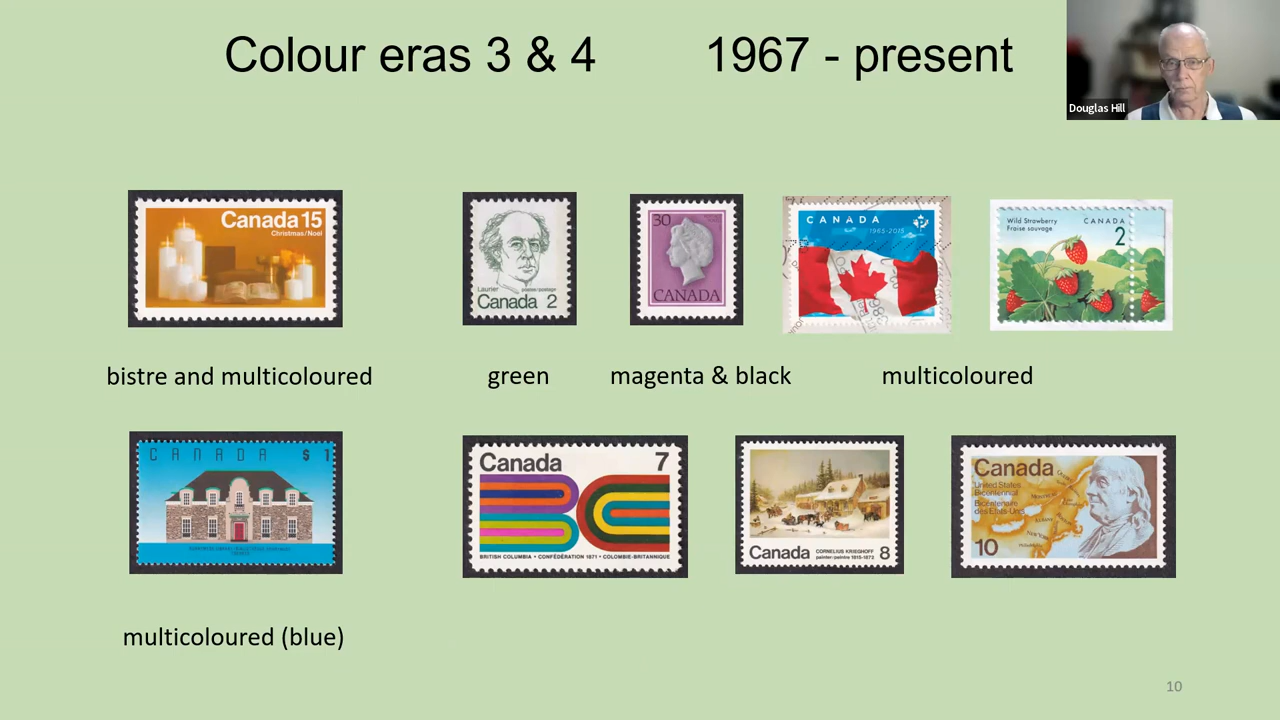 Colour eras 3 & 4 1967 - present
Douglas Hill
Canada 15
Christmas/Noël
Laurier
postes/postage
Canada 2
30
CANADA
CANADA
1965-2015
Wild Strawberry
Fraise sauvage
CANADA
2
bistre and multicoloured
green
magenta & black
multicoloured
CANADA $1
Canada 7
BRITISH COLUMBIA • CONFÉDÉRATION 1871 • COLOMBIE-BRITANNIQUE
Canada
CORNELIUS KRIEGHOFF
painter/peintre 1815-1872
8
Canada
United States
Bicentennial
Bicentenaire
des États-Unis
10
multicoloured (blue)
10